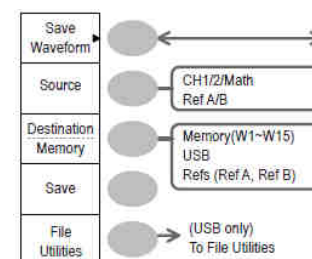 Save
Waveform
Source
CH1/2/Math
Ref A/B
Destination
Memory
Memory(W1~W15)
USB
Refs (Ref A, Ref B)
Save
File
Utilities
(USB only)
To File Utilities